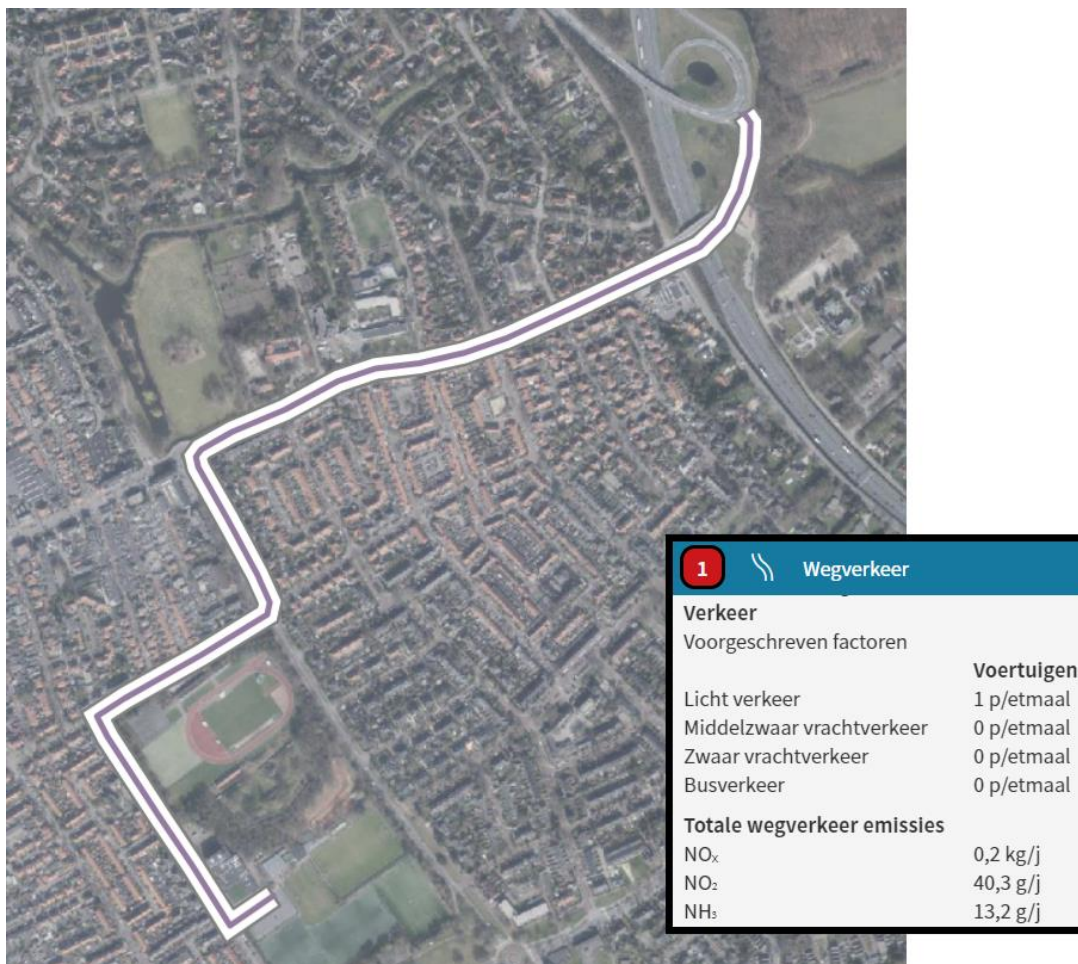 1 Wegverkeer
Verkeer
Voorgeschreven factoren
Voertuigen
Licht verkeer 1 p/etmaal
Middelzwaar vrachtverkeer 0 p/etmaal
Zwaar vrachtverkeer 0 p/etmaal
Busverkeer 0 p/etmaal
Totale wegverkeer emissies
NOₓ 0,2 kg/j
NO₂ 40,3 g/j
NH₃ 13,2 g/j